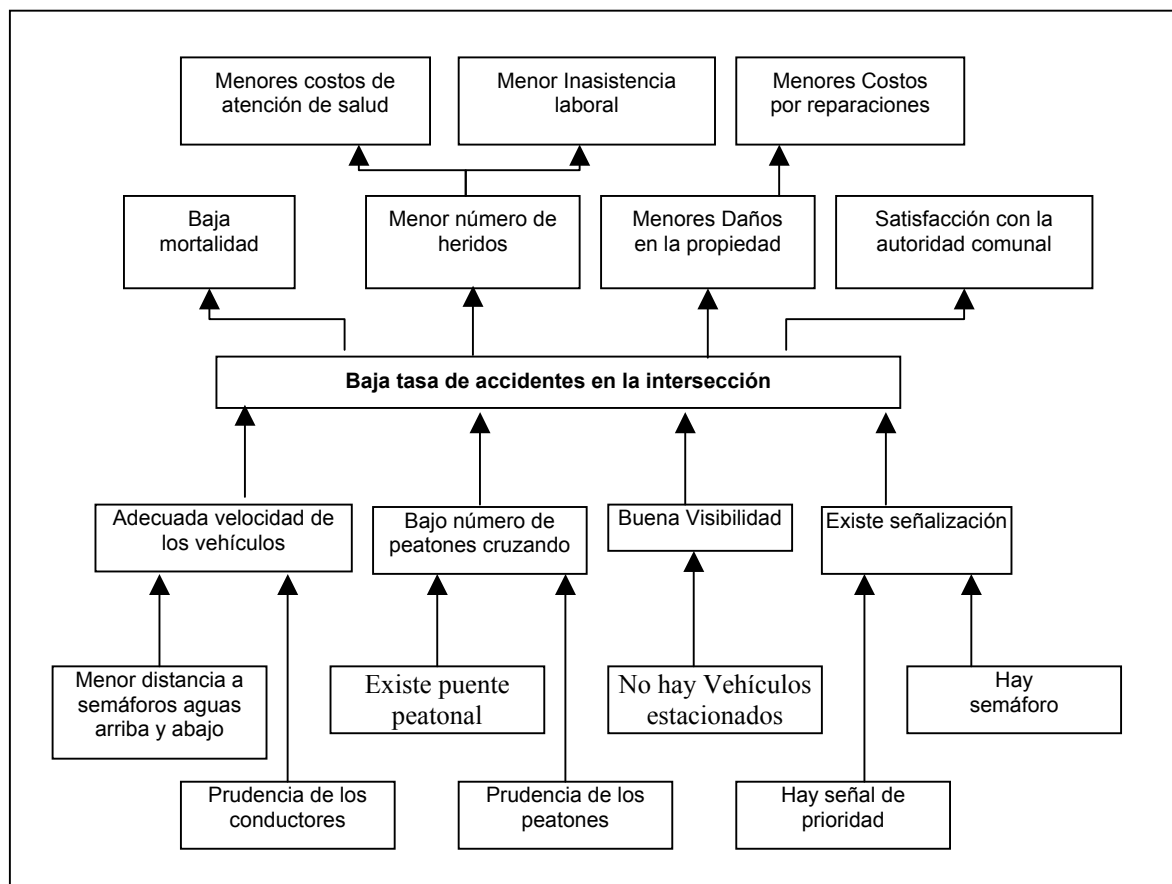 Menores costos de
atención de salud
Menor Inasistencia
laboral
Menores Costos
por reparaciones
Baja
mortalidad
Menor número de
heridos
Menores Daños
en la propiedad
Satisfacción con la
autoridad comunal
Baja tasa de accidentes en la intersección
Adecuada velocidad de
los vehículos
Bajo número de
peatones cruzando
Buena Visibilidad
Existe señalización
Menor distancia a
semáforos aguas
arriba y abajo
Existe puente
peatonal
No hay Vehículos
estacionados
Hay
semáforo
Prudencia de los
conductores
Prudencia de los
peatones
Hay señal de
prioridad